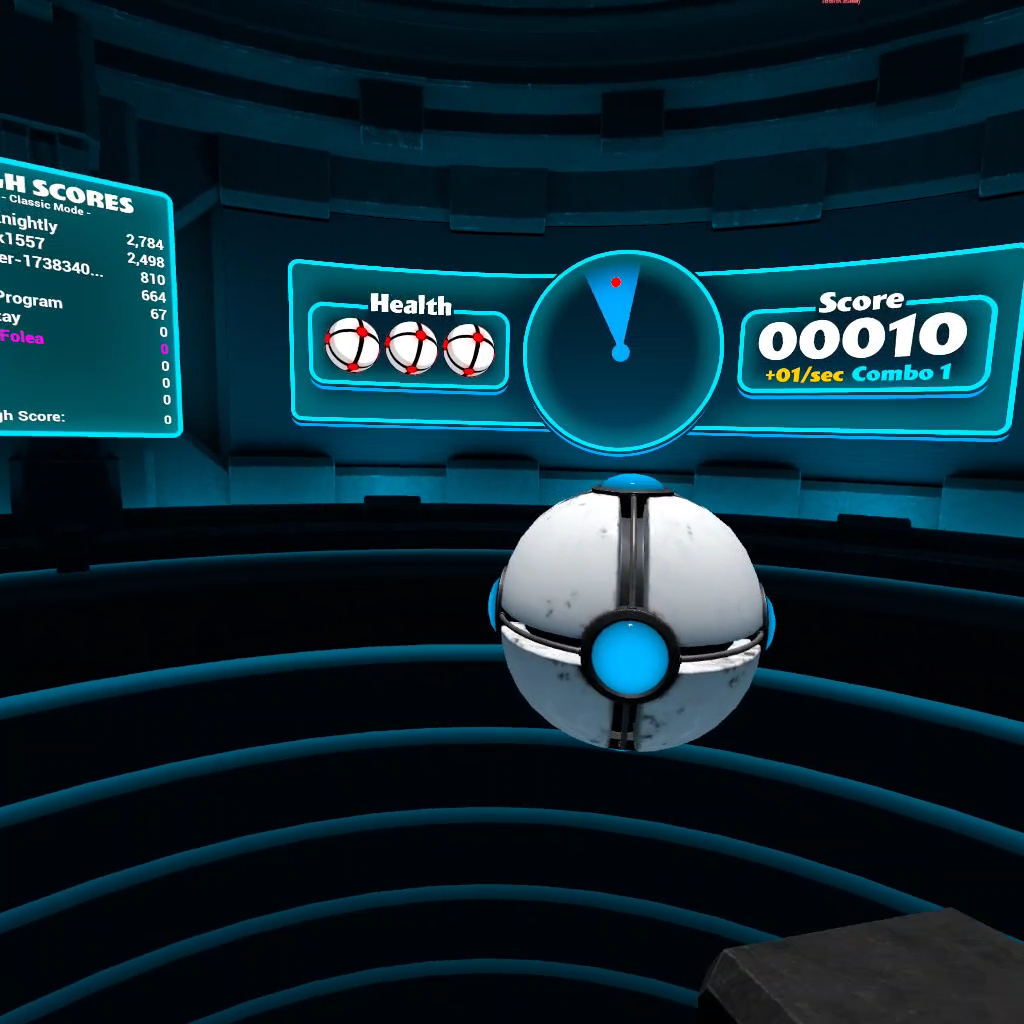 GH SCORES
- Classic Mode -
nightly
2,784
x1557
2,498
er-1738340...
810
664
Program
67
tay
0
Folea
0
0
0
0
gh Score:
0
Health
Score
00010
+01/sec Combo 1